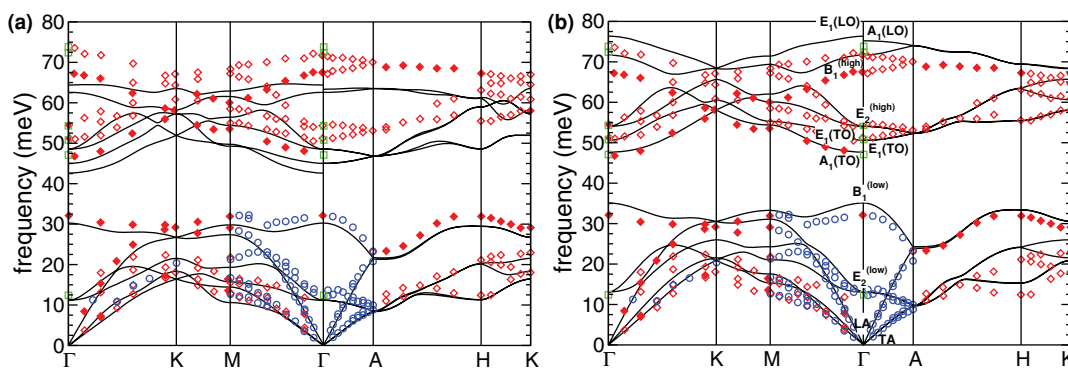 (a)
frequency (meV)
80
70
60
50
40
30
20
10
0
Γ K M Γ A H K
(b)
frequency (meV)
80
70
60
50
40
30
20
10
0
E1(LO)
A1(LO)
B1(high)
E2(high)
E1(TO)
E1(TO)
A1(TO)
B1(low)
E2(low)
LA
TA
Γ K M Γ A H K